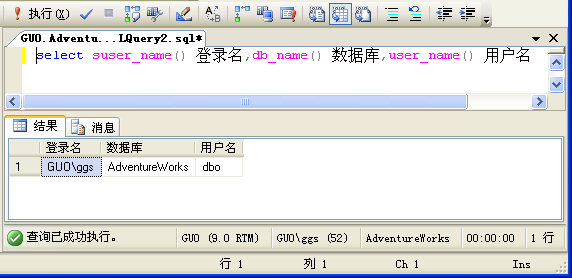 执行(X)
GUO.Adventu...LQuery2.sql*
select suser_name() 登录名,db_name() 数据库,user_name() 用户名
结果 消息
登录名 数据库 用户名
1 GUO\ggs AdventureWorks dbo
查询已成功执行。 GUO (9.0 RTM) GUO\ggs (52) AdventureWorks 00:00:00 1 行
行 1 列 1 Ch 1 Ins